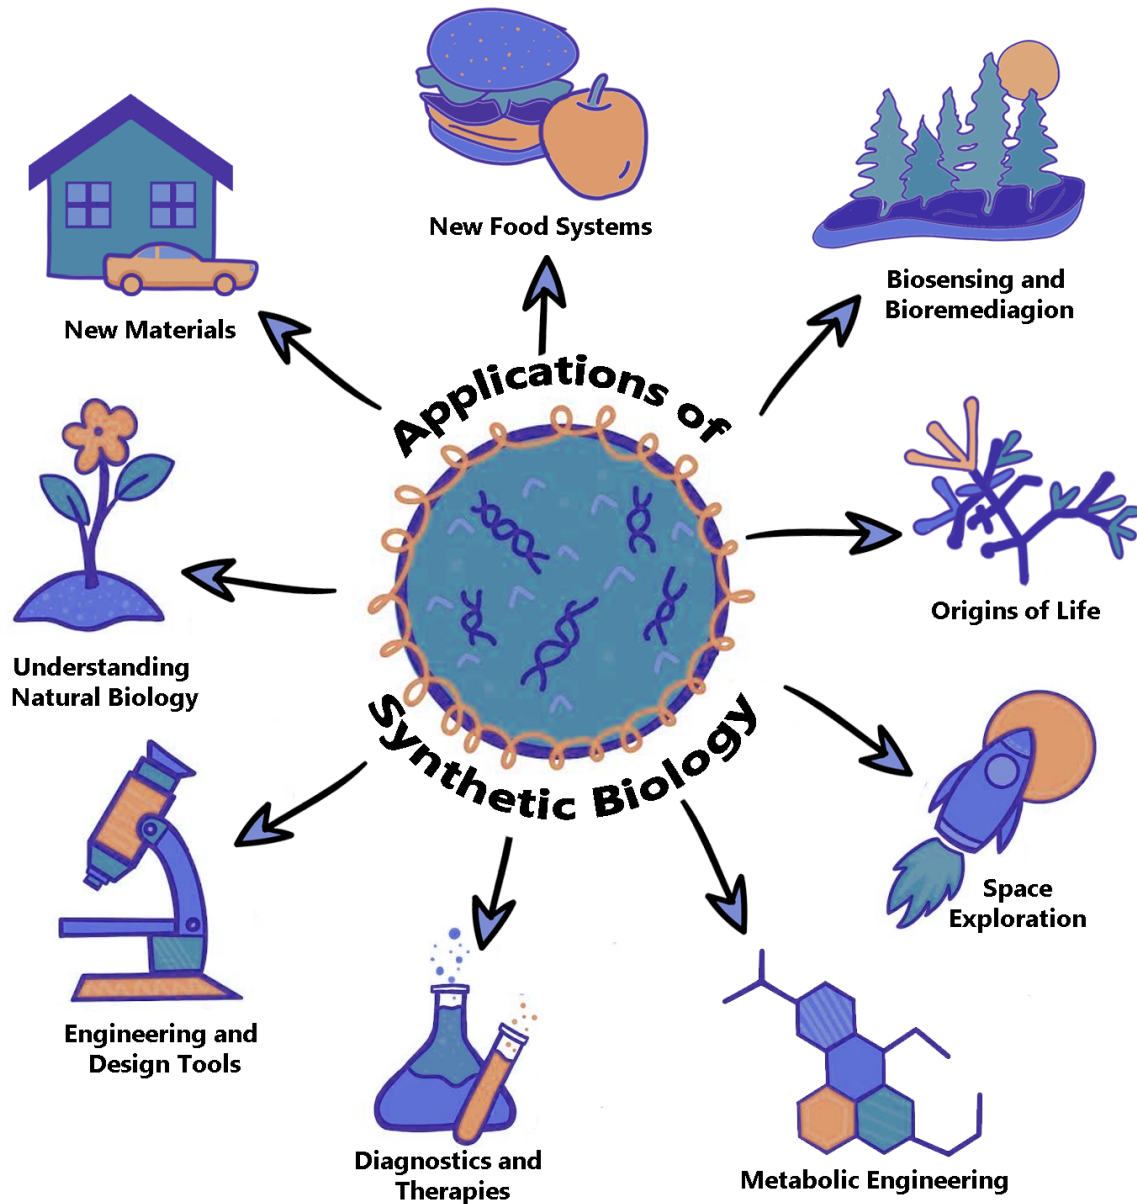 New Food Systems
Biosensing and
Bioremediagion
New Materials
Applications of
Origins of Life
Understanding
Natural Biology
Synthetic Biology
Space
Exploration
Engineering and
Design Tools
Diagnostics and
Therapies
Metabolic Engineering